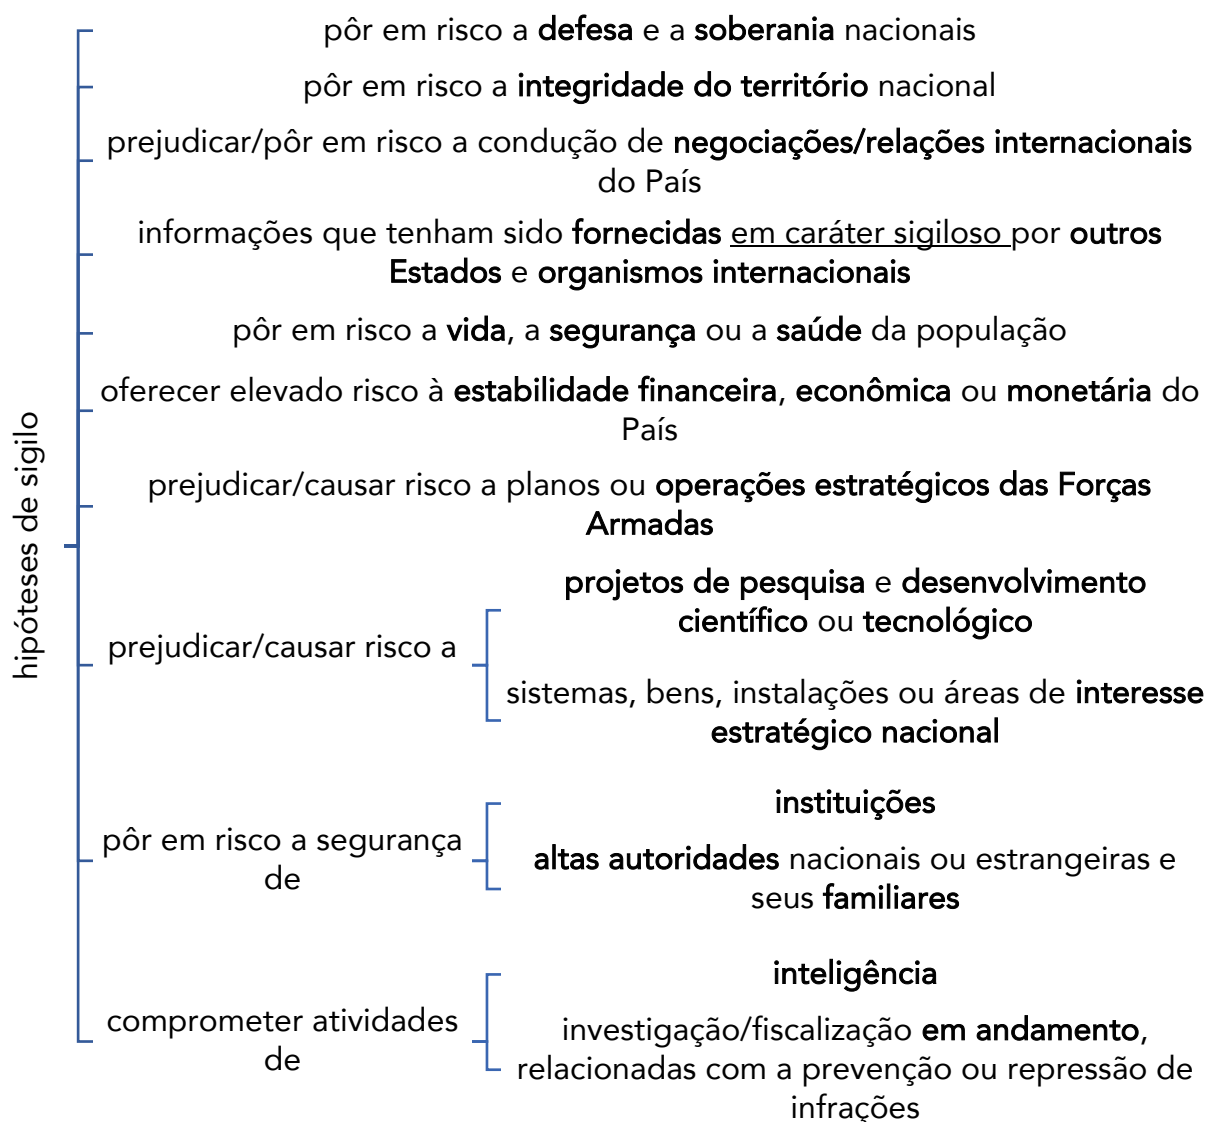 hipóteses de sigilo
pôr em risco a defesa e a soberania nacionais
pôr em risco a integridade do território nacional
prejudicar/pôr em risco a condução de negociações/relações internacionais
do País
informações que tenham sido fornecidas em caráter sigiloso por outros
Estados e organismos internacionais
pôr em risco a vida, a segurança ou a saúde da população
oferecer elevado risco à estabilidade financeira, econômica ou monetária do
País
prejudicar/causar risco a planos ou operações estratégicos das Forças
Armadas
prejudicar/causar risco a
projetos de pesquisa e desenvolvimento
científico ou tecnológico
sistemas, bens, instalações ou áreas de interesse
estratégico nacional
pôr em risco a segurança
de
instituições
altas autoridades nacionais ou estrangeiras e
seus familiares
comprometer atividades
de
inteligência
investigação/fiscalização em andamento,
relacionadas com a prevenção ou repressão de
infrações